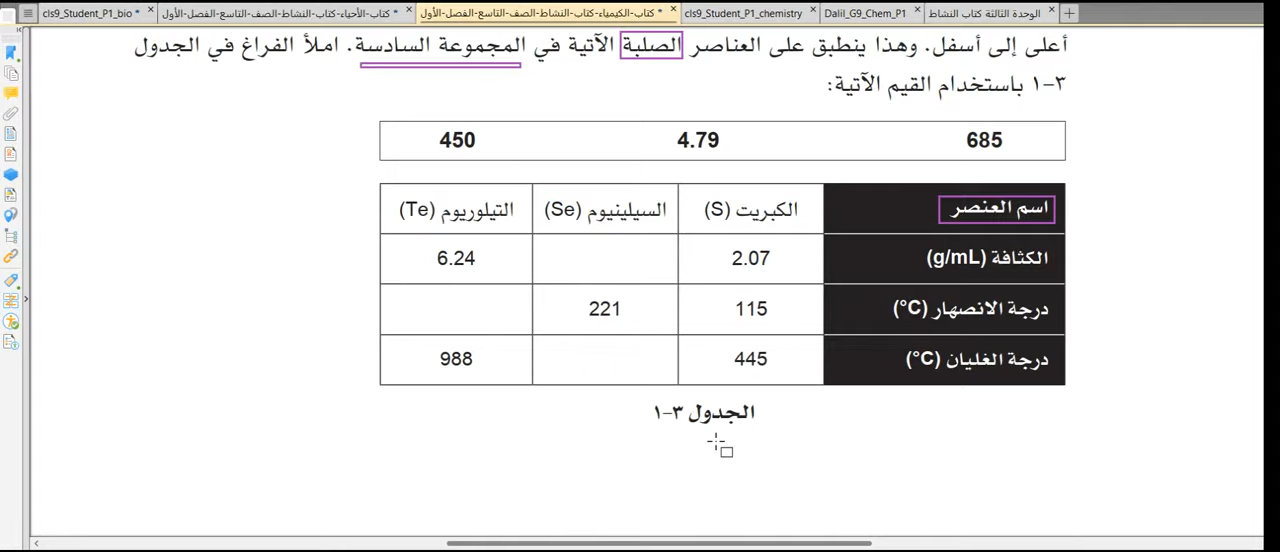 cls9_Student_P1_bio *
كتاب-الأحياء-كتاب-النشاط-الصف-التاسع-الفصل-الأول *
كتاب-الكيمياء-كتاب-النشاط-الصف-التاسع-الفصل-الأول *
cls9_Student_P1_chemistry
Dalil_G9_Chem_P1
الوحدة الثالثة كتاب النشاط
أعلى إلى أسفل. وهذا ينطبق على العناصر الصلبة الآتية في المجموعة السادسة. املأ الفراغ في الجدول
٣-١ باستخدام القيم الآتية:
450 4.79 685
اسم العنصر الكبريت (S) السيلينيوم (Se) التيلوريوم (Te)
الكثافة (g/mL) 2.07 6.24
درجة الانصهار (°C) 115 221
درجة الغليان (°C) 445 988
الجدول ٣-١